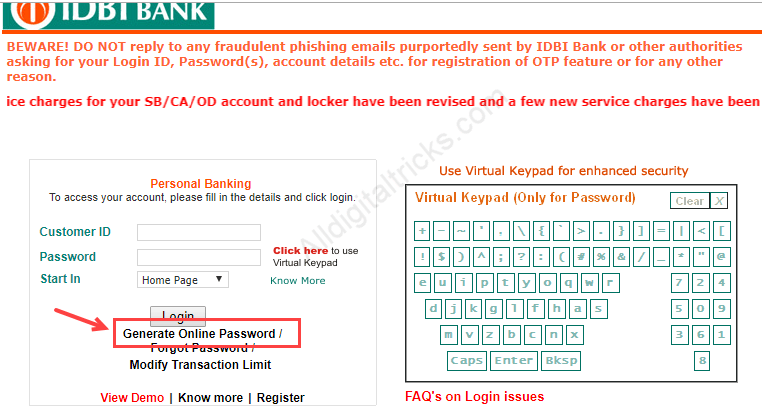 IDBI BANK
BEWARE! DO NOT reply to any fraudulent phishing emails purportedly sent by IDBI Bank or other authorities
asking for your Login ID, Password(s), account details etc. for registration of OTP feature or for any other
reason.
ice charges for your SB/CA/OD account and locker have been revised and a few new service charges have been
Personal Banking
To access your account, please fill in the details and click login.
Customer ID
Password
Click here to use
Virtual Keypad
Start In
Home Page
Know More
Login
Generate Online Password /
Forgot Password /
Modify Transaction Limit
View Demo | Know more | Register
Use Virtual Keypad for enhanced security
Virtual Keypad (Only for Password)
Clear X
+ - ~ ' , \ { ` > . } ] = | < [
! $ ) ^ ; ? : ( # % & / _ * " @
e u i p t y o q w r 7 2 4
d j k g l f h a s 5 0 9
m v z b c n x 3 6 1
Caps Enter Bksp 8
FAQ's on Login issues
Alldigitaltricks.com